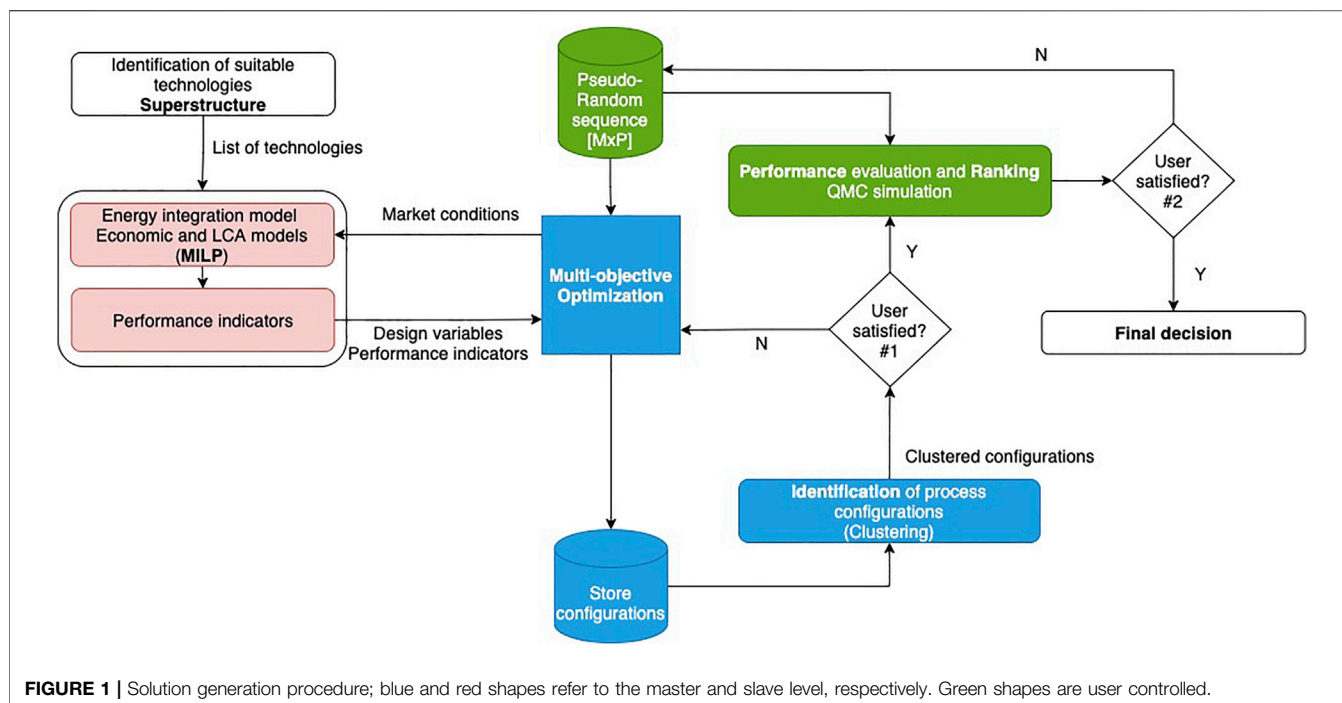 Identification of suitable
technologies
Superstructure
List of technologies
Energy integration model
Economic and LCA models
(MILP)
Performance indicators
Market conditions
Design variables
Performance indicators
Pseudo-
Random
sequence
[MxP]
Multi-objective
Optimization
Store
configurations
Identification of process
configurations
(Clustering)
Clustered configurations
User
satisfied?
#1
N
Y
Performance evaluation and Ranking
QMC simulation
User
satisfied?
#2
N
Y
Final decision
FIGURE 1 | Solution generation procedure; blue and red shapes refer to the master and slave level, respectively. Green shapes are user controlled.